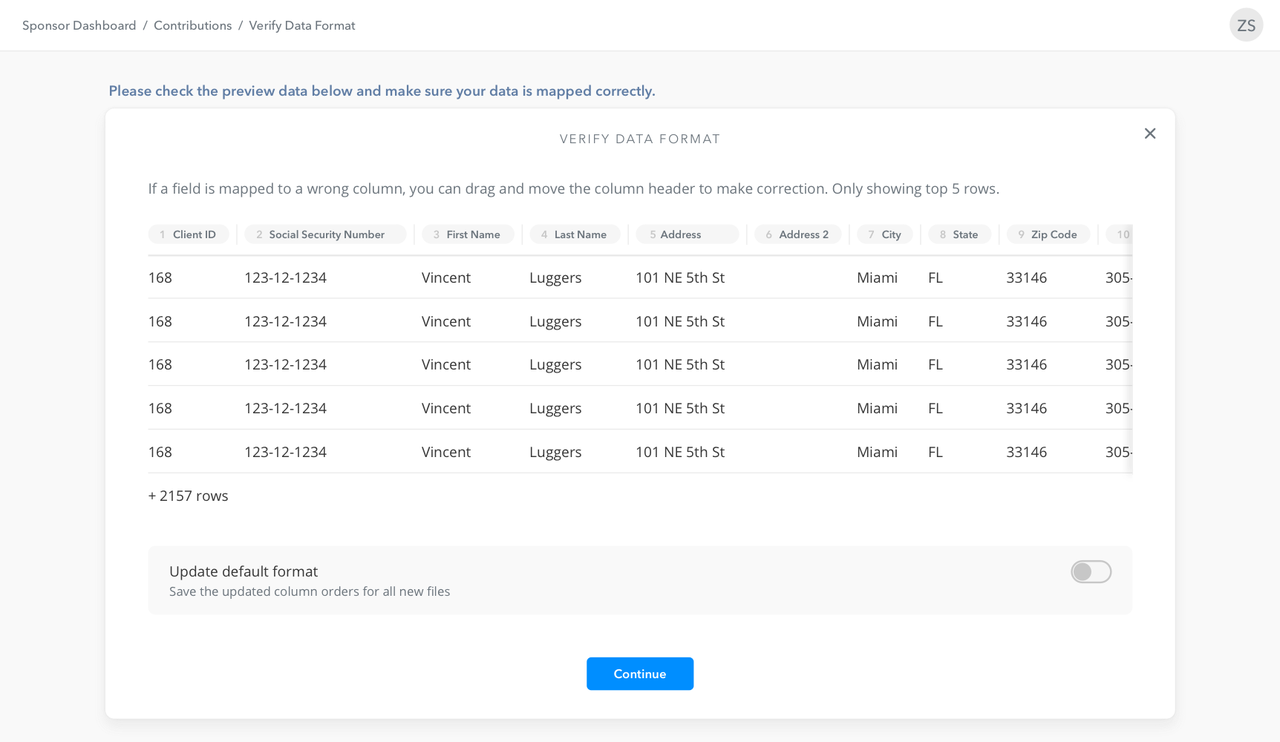 Sponsor Dashboard / Contributions / Verify Data Format
ZS
Please check the preview data below and make sure your data is mapped correctly.
VERIFY DATA FORMAT
If a field is mapped to a wrong column, you can drag and move the column header to make correction. Only showing top 5 rows.
1 Client ID 2 Social Security Number 3 First Name 4 Last Name 5 Address 6 Address 2 7 City 8 State 9 Zip Code 10
168 123-12-1234 Vincent Luggers 101 NE 5th St Miami FL 33146 305-
168 123-12-1234 Vincent Luggers 101 NE 5th St Miami FL 33146 305-
168 123-12-1234 Vincent Luggers 101 NE 5th St Miami FL 33146 305-
168 123-12-1234 Vincent Luggers 101 NE 5th St Miami FL 33146 305-
168 123-12-1234 Vincent Luggers 101 NE 5th St Miami FL 33146 305-
+ 2157 rows
Update default format
Save the updated column orders for all new files
Continue